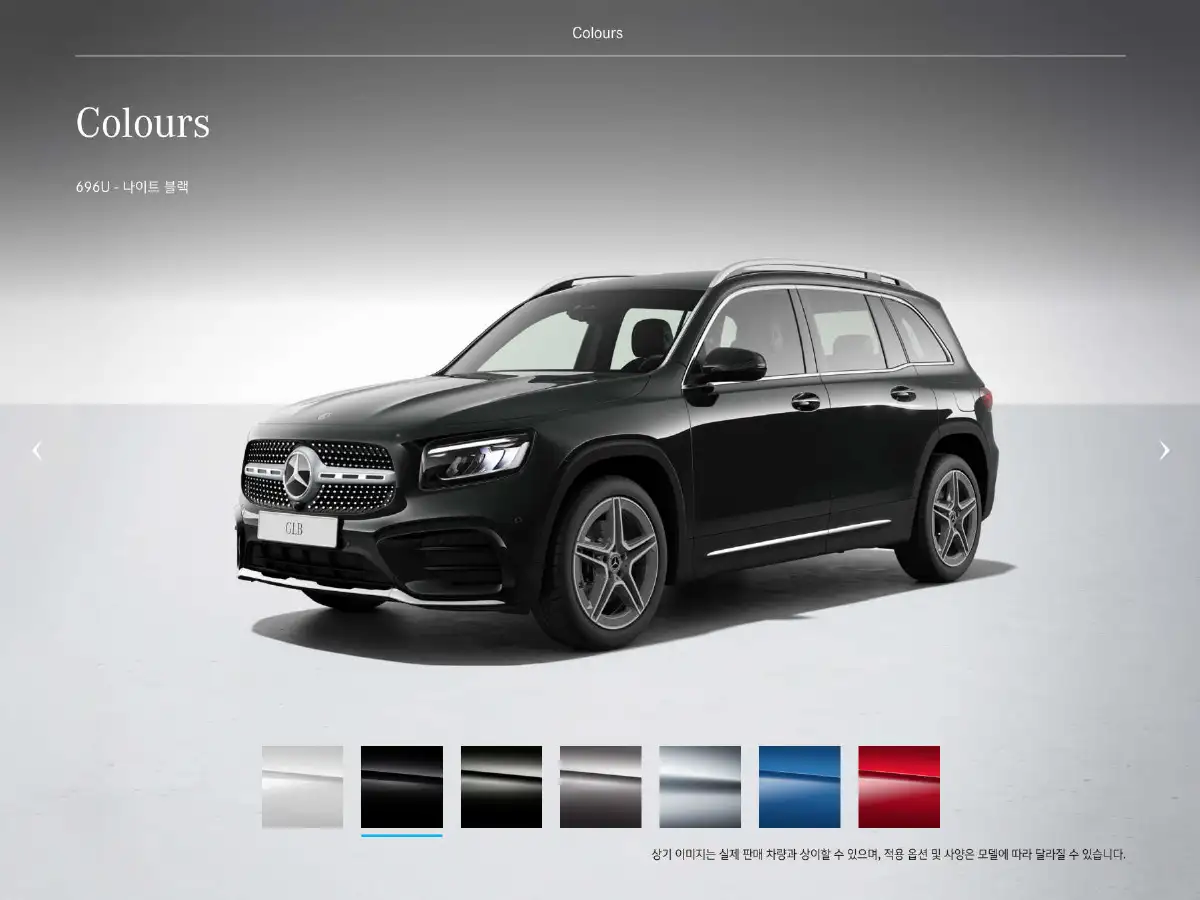 Colours
Colours
696U - 나이트 블랙
GLB
상기 이미지는 실제 판매 차량과 상이할 수 있으며, 적용 옵션 및 사양은 모델에 따라 달라질 수 있습니다.